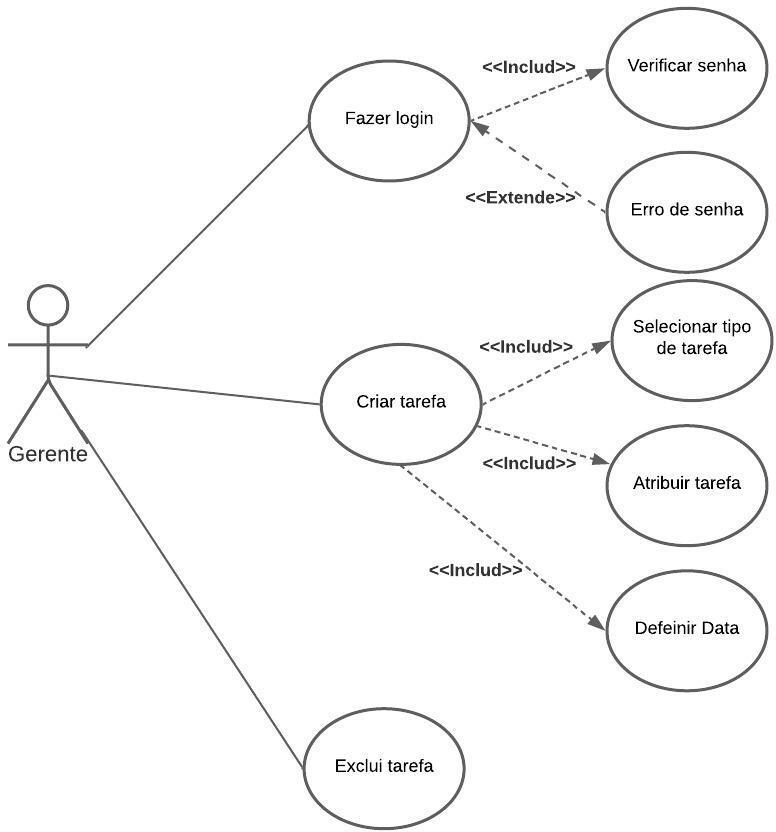 <<Includ>>
Verificar senha
Fazer login
<<Extende>>
Erro de senha
Selecionar tipo
de tarefa
<<Includ>>
Criar tarefa
Gerente
<<Includ>>
Atribuir tarefa
<<Includ>>
Defeinir Data
Exclui tarefa